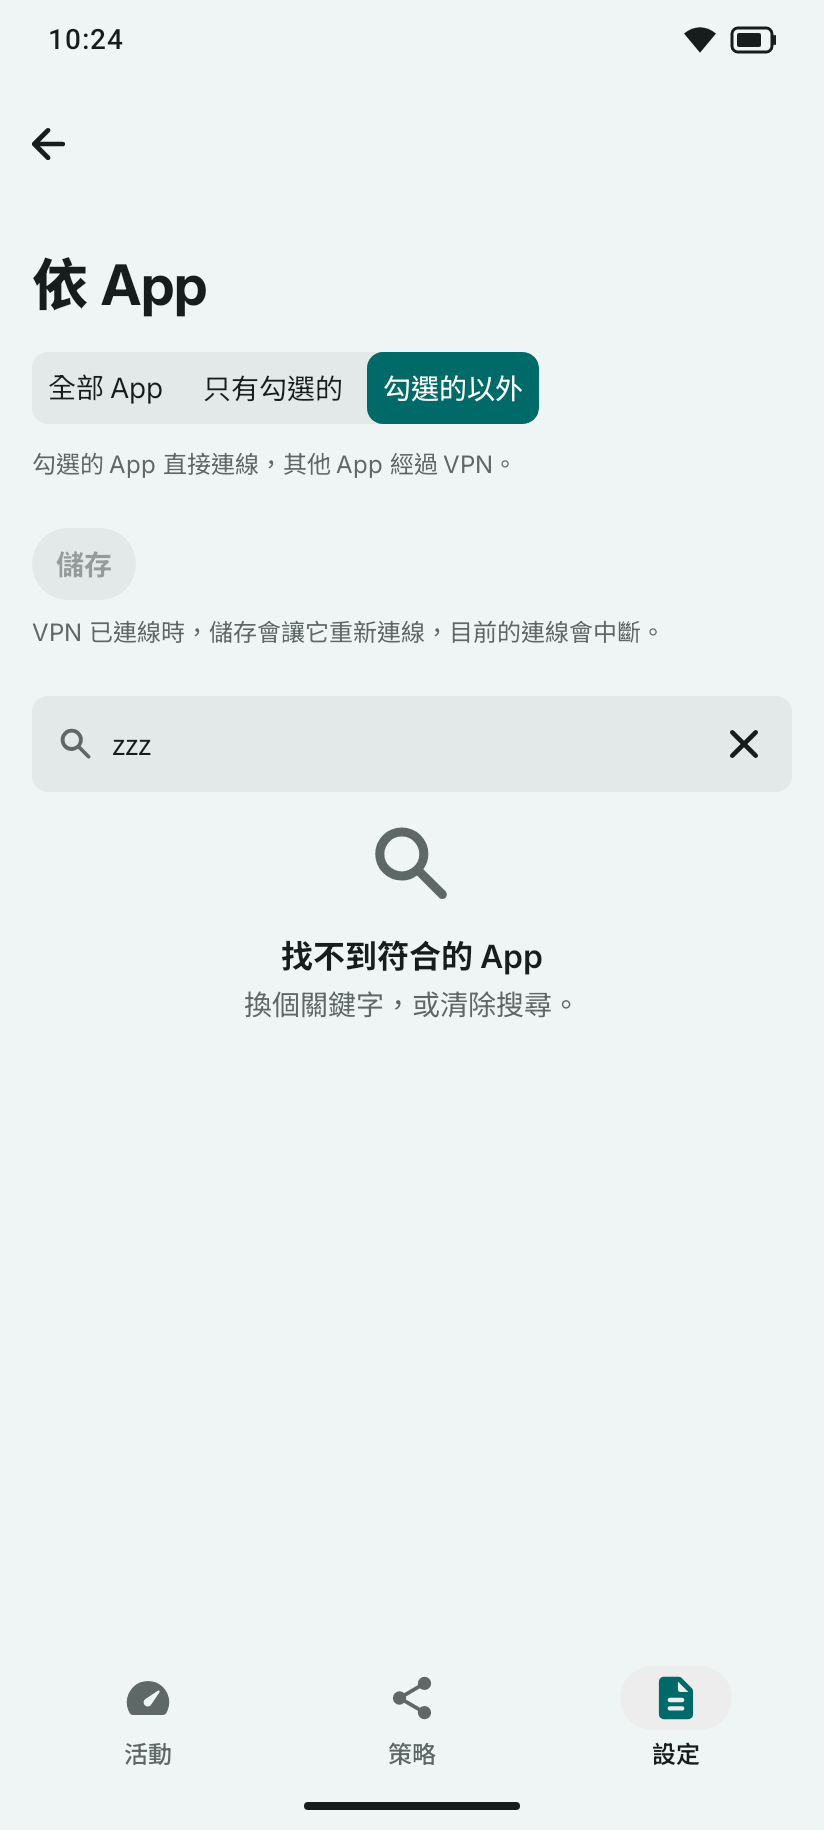 10:24
依 App
全部 App 只有勾選的 勾選的以外
勾選的 App 直接連線，其他 App 經過 VPN。
儲存
VPN 已連線時，儲存會讓它重新連線，目前的連線會中斷。
zzz
找不到符合的 App
換個關鍵字，或清除搜尋。
活動 策略 設定